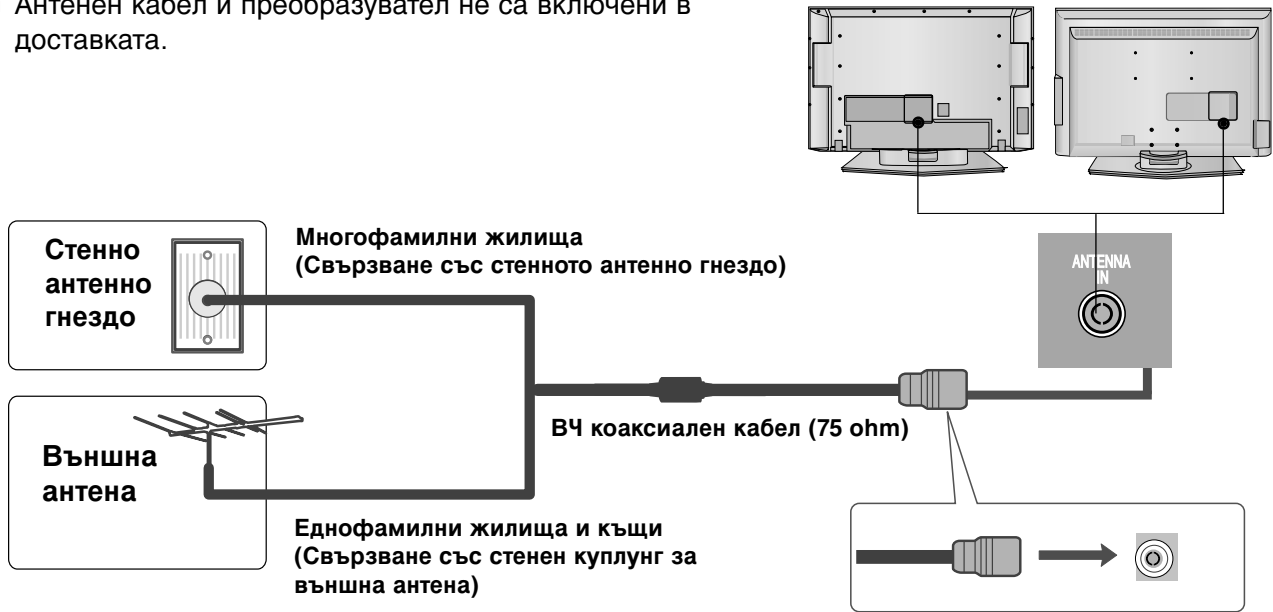 Антенен кабел и преобразувател не са включени в
доставката.
Стенно
антенно
гнездо
Многофамилни жилища
(Свързване със стенното антенно гнездо)
ANTENNA
IN
ВЧ коаксиален кабел (75 ohm)
Външна
антена
Еднофамилни жилища и къщи
(Свързване със стенен куплунг за
външна антена)